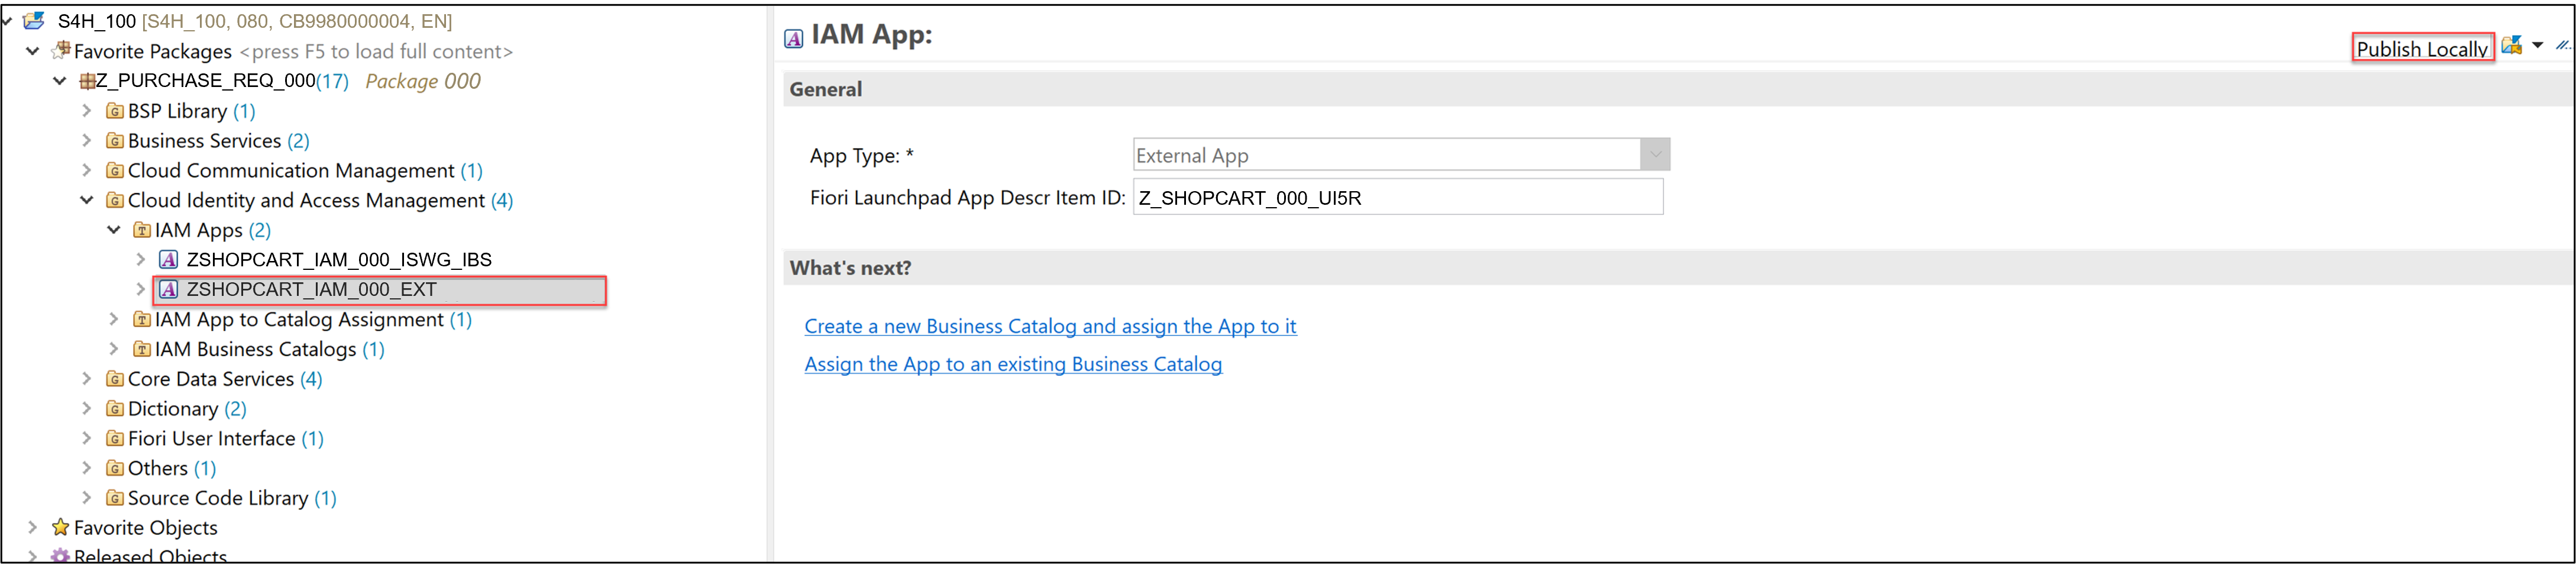 S4H_100 [S4H_100, 080, CB9980000004, EN]
Favorite Packages <press F5 to load full content>
Z_PURCHASE_REQ_000(17) Package 000
BSP Library (1)
Business Services (2)
Cloud Communication Management (1)
Cloud Identity and Access Management (4)
IAM Apps (2)
ZSHOPCART_IAM_000_ISWG_IBS
ZSHOPCART_IAM_000_EXT
IAM App to Catalog Assignment (1)
IAM Business Catalogs (1)
Core Data Services (4)
Dictionary (2)
Fiori User Interface (1)
Others (1)
Source Code Library (1)
Favorite Objects
Released Objects
IAM App:
Publish Locally
General
App Type: * External App
Fiori Launchpad App Descr Item ID: Z_SHOPCART_000_UI5R
What's next?
Create a new Business Catalog and assign the App to it
Assign the App to an existing Business Catalog